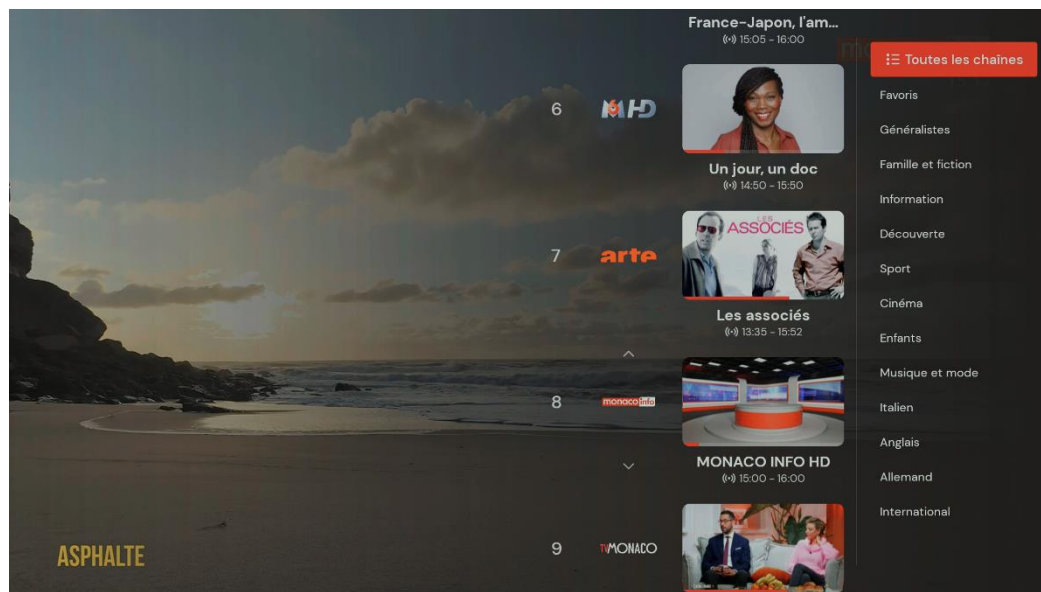 France-Japon, l'am...
15:05 - 16:00
Toutes les chaînes
Favoris
Généralistes
Famille et fiction
Information
Découverte
Sport
Cinéma
Enfants
Musique et mode
Italien
Anglais
Allemand
International
6
M6 HD
Un jour, un doc
14:50 - 15:50
7
arte
LES
ASSOCIÉS
Les associés
13:35 - 15:52
8
monaco info
MONACO INFO HD
15:00 - 16:00
9
TVMONACO
ASPHALTE